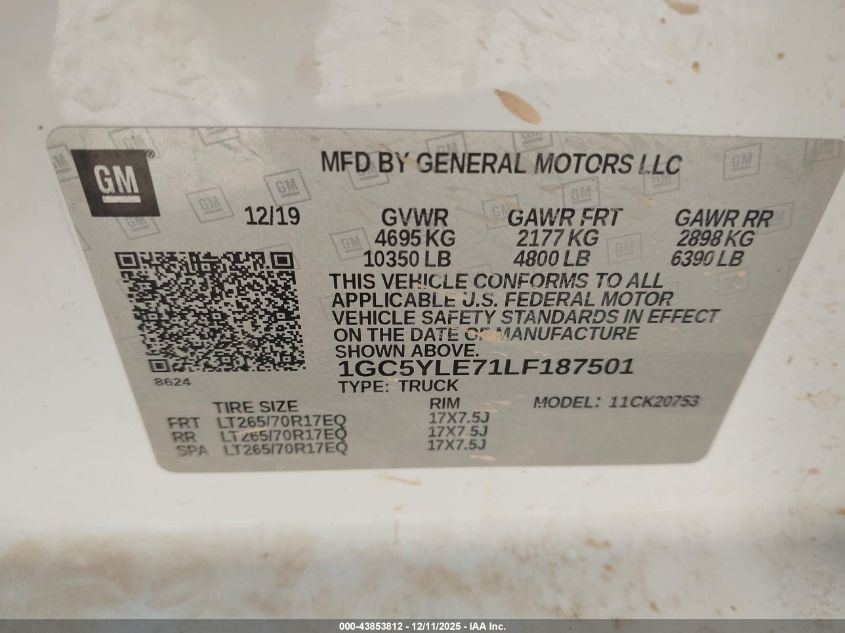 GM
MFD BY GENERAL MOTORS LLC
12/19 GVWR GAWR FRT GAWR RR
4695 KG 2177 KG 2898 KG
10350 LB 4800 LB 6390 LB
THIS VEHICLE CONFORMS TO ALL
APPLICABLE U.S. FEDERAL MOTOR
VEHICLE SAFETY STANDARDS IN EFFECT
ON THE DATE OF MANUFACTURE
SHOWN ABOVE.
8624
1GC5YLE71LF187501
TYPE: TRUCK
TIRE SIZE RIM MODEL: 11CK20753
FRT LT265/70R17EQ 17X7.5J
RR LT265/70R17EQ 17X7.5J
SPA LT265/70R17EQ 17X7.5J
000-43853812 - 12/11/2025 - IAA Inc.